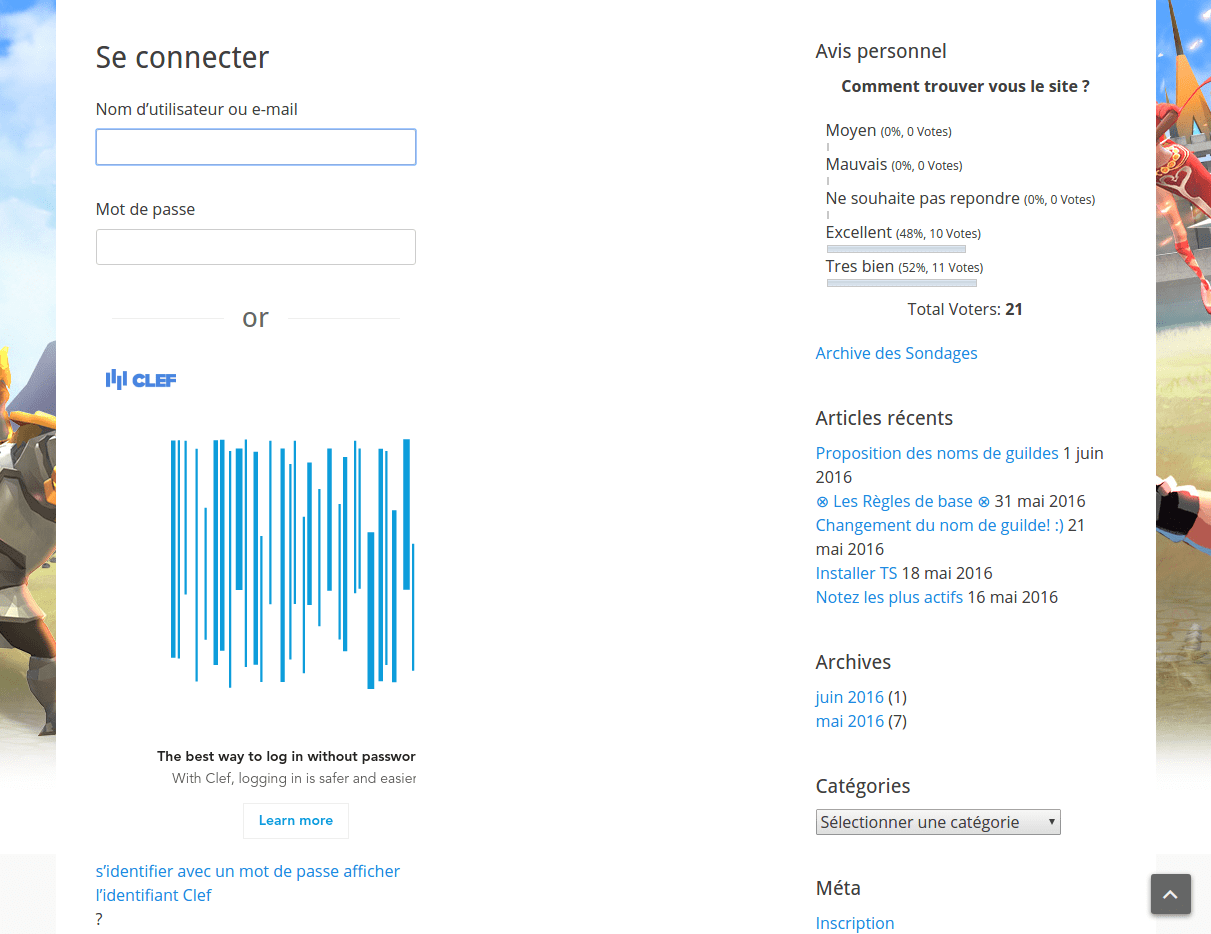 Se connecter
Nom d’utilisateur ou e-mail
Mot de passe
or
CLEF
The best way to log in without passwor
With Clef, logging in is safer and easier
Learn more
s’identifier avec un mot de passe afficher
l’identifiant Clef
?
Avis personnel
Comment trouver vous le site ?
Moyen (0%, 0 Votes)
Mauvais (0%, 0 Votes)
Ne souhaite pas repondre (0%, 0 Votes)
Excellent (48%, 10 Votes)
Tres bien (52%, 11 Votes)
Total Voters: 21
Archive des Sondages
Articles récents
Proposition des noms de guildes 1 juin
2016
⊗ Les Règles de base ⊗ 31 mai 2016
Changement du nom de guilde! :) 21
mai 2016
Installer TS 18 mai 2016
Notez les plus actifs 16 mai 2016
Archives
juin 2016 (1)
mai 2016 (7)
Catégories
Sélectionner une catégorie
Méta
Inscription